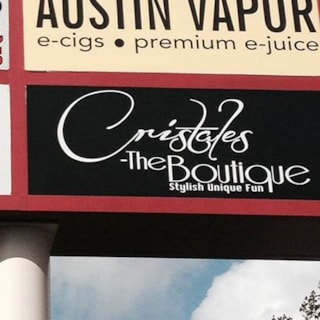 AUSTIN VAPOR
e-cigs • premium e-juice
Cristales
-The Boutique
Stylish Unique Fun